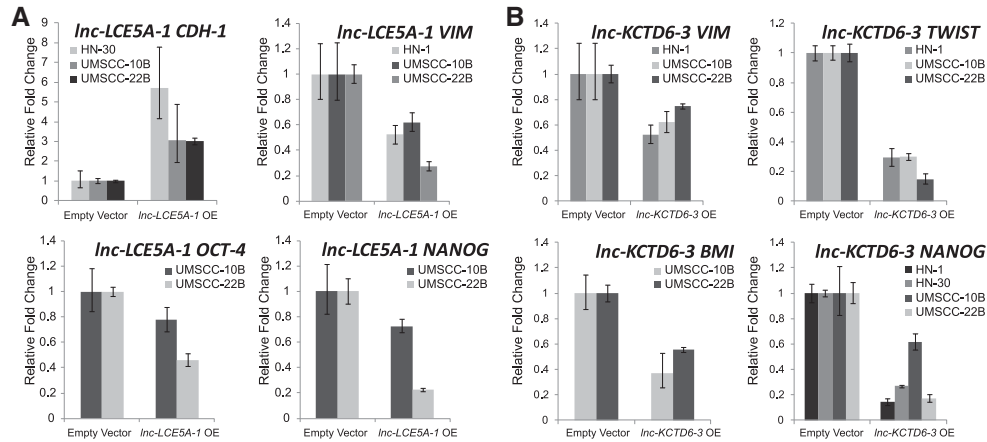 A
lnc-LCE5A-1 CDH-1
HN-30
UMSCC-10B
UMSCC-22B
Relative Fold Change
9
8
7
6
5
4
3
2
1
0
Empty Vector lnc-LCE5A-1 OE
lnc-LCE5A-1 VIM
HN-1
UMSCC-10B
UMSCC-22B
Relative Fold Change
1.4
1.2
1
0.8
0.6
0.4
0.2
0
Empty Vector lnc-LCE5A-1 OE
lnc-LCE5A-1 OCT-4
UMSCC-10B
UMSCC-22B
Relative Fold Change
1.4
1.2
1
0.8
0.6
0.4
0.2
0
Empty Vector lnc-LCE5A-1 OE
lnc-LCE5A-1 NANOG
UMSCC-10B
UMSCC-22B
Relative Fold Change
1.4
1.2
1
0.8
0.6
0.4
0.2
0
Empty Vector lnc-LCE5A-1 OE
B
lnc-KCTD6-3 VIM
HN-1
UMSCC-10B
UMSCC-22B
Relative Fold Change
1.4
1.2
1
0.8
0.6
0.4
0.2
0
Empty Vector lnc-KCTD6-3 OE
lnc-KCTD6-3 TWIST
HN-1
UMSCC-10B
UMSCC-22B
Relative Fold Change
1.2
1
0.8
0.6
0.4
0.2
0
Empty Vector lnc-KCTD6-3 OE
lnc-KCTD6-3 BMI
UMSCC-10B
UMSCC-22B
Relative Fold Change
1.4
1.2
1
0.8
0.6
0.4
0.2
0
Empty Vector lnc-KCTD6-3 OE
lnc-KCTD6-3 NANOG
HN-1
HN-30
UMSCC-10B
UMSCC-22B
Relative Fold Change
1.4
1.2
1
0.8
0.6
0.4
0.2
0
Empty Vector lnc-KCTD6-3 OE